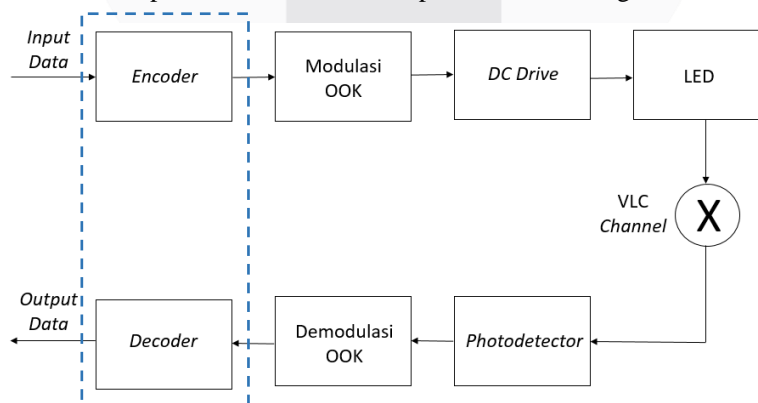 Input
Data
Encoder
Modulasi
OOK
DC Drive
LED
VLC
Channel
X
Output
Data
Decoder
Demodulasi
OOK
Photodetector